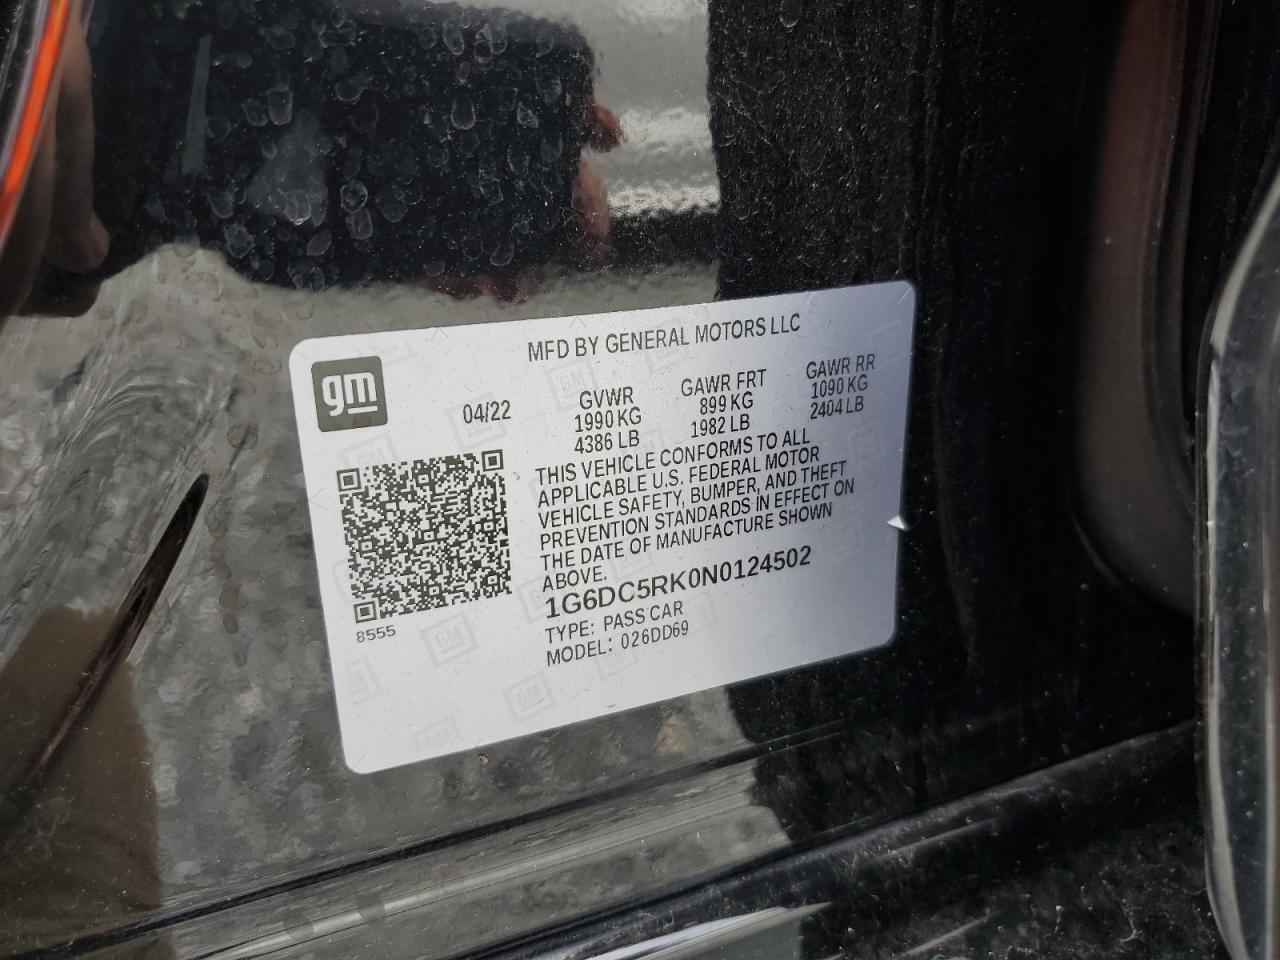 MFD BY GENERAL MOTORS LLC
gm
04/22
GVWR
1990 KG
4386 LB
GAWR FRT
899 KG
1982 LB
GAWR RR
1090 KG
2404 LB
THIS VEHICLE CONFORMS TO ALL
APPLICABLE U.S. FEDERAL MOTOR
VEHICLE SAFETY, BUMPER, AND THEFT
PREVENTION STANDARDS IN EFFECT ON
THE DATE OF MANUFACTURE SHOWN
ABOVE.
1G6DC5RK0N0124502
TYPE: PASS CAR
MODEL: 026DD69
8555